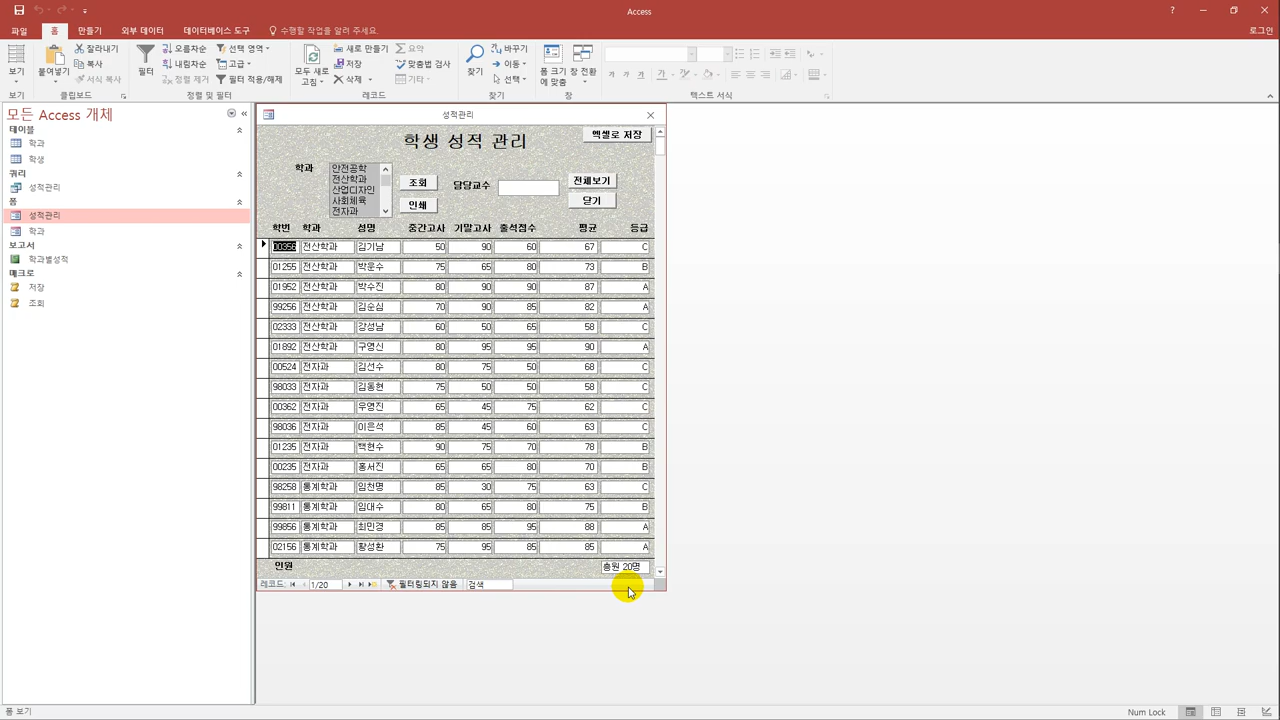 Access
로그인
파일 홈 만들기 외부 데이터 데이터베이스 도구 수행할 작업을 알려 주세요.
보기
보기
붙여넣기
잘라내기
복사
서식 복사
클립보드
필터
오름차순
내림차순
정렬 해제
선택 영역
고급
필터 적용/해제
정렬 및 필터
모두 새로 고침
새로 만들기
저장
삭제
요약
맞춤법 검사
기타
레코드
찾기
바꾸기
이동
선택
찾기
폼 크기에 맞춤
창 전환
창
가 가 가 가
텍스트 서식
모든 Access 개체
테이블
학과
학생
쿼리
성적관리
폼
성적관리
학과
보고서
학과별성적
매크로
저장
조회
성적관리
학생 성적 관리
엑셀로 저장
학과
안전공학
전산학과
산업디자인
사회체육
전자과
조회
인쇄
담당교수
전체보기
닫기
학번 학과 성명 중간고사 기말고사 출석점수 평균 등급
00356 전산학과 김기남 50 90 60 67 C
01255 전산학과 박운수 75 65 80 73 B
01952 전산학과 박수진 80 90 90 87 A
99256 전산학과 김순심 70 90 85 82 A
02333 전산학과 강성남 60 50 65 58 C
01892 전산학과 구영신 80 95 95 90 A
00524 전자과 김선수 80 75 50 68 C
98033 전자과 김동현 75 50 50 58 C
00362 전자과 우영진 65 45 75 62 C
98036 전자과 이은석 85 45 60 63 C
01235 전자과 백현수 90 75 70 78 B
00235 전자과 홍서진 65 65 80 70 B
98258 통계학과 임천명 85 30 75 63 C
99811 통계학과 임대수 80 65 80 75 B
99856 통계학과 최민경 85 85 95 88 A
02156 통계학과 황성환 75 95 85 85 A
인원 총원 20명
레코드: 1/20 필터링되지 않음 검색
폼 보기
Num Lock